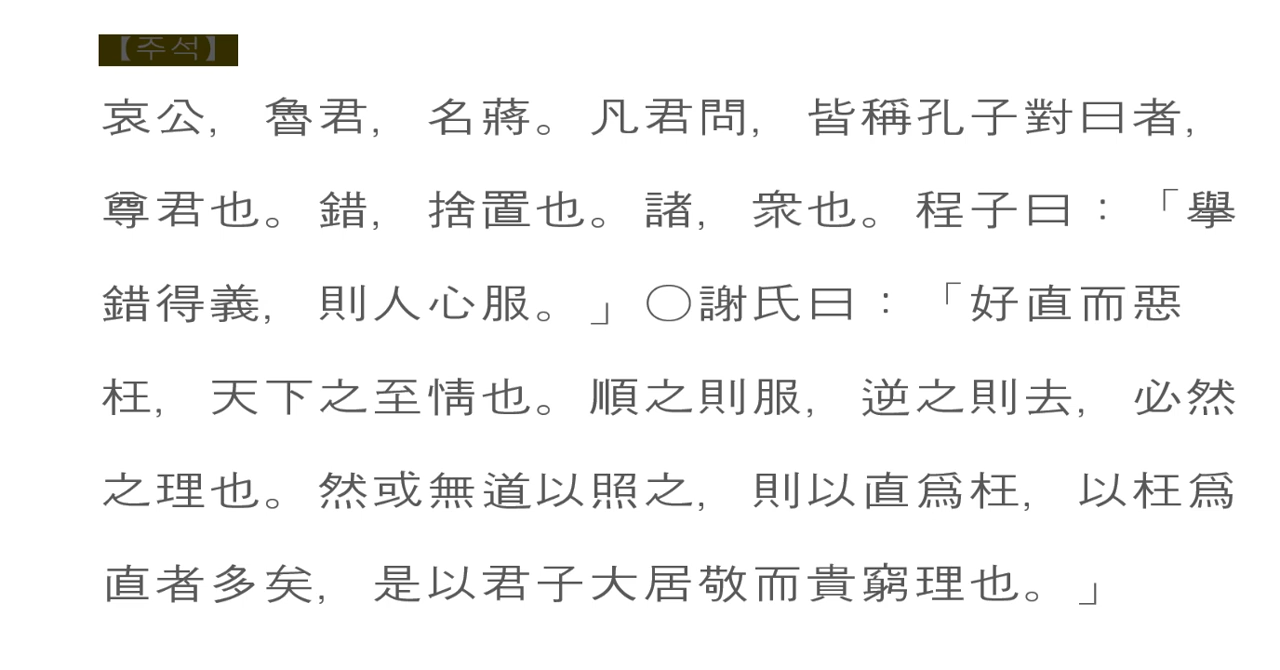 【주석】
哀公, 魯君, 名蔣。凡君問, 皆稱孔子對曰者,
尊君也。錯, 捨置也。諸, 衆也。程子曰：「擧
錯得義, 則人心服。」○謝氏曰：「好直而惡
枉, 天下之至情也。順之則服, 逆之則去, 必然
之理也。然或無道以照之, 則以直爲枉, 以枉爲
直者多矣, 是以君子大居敬而貴窮理也。」